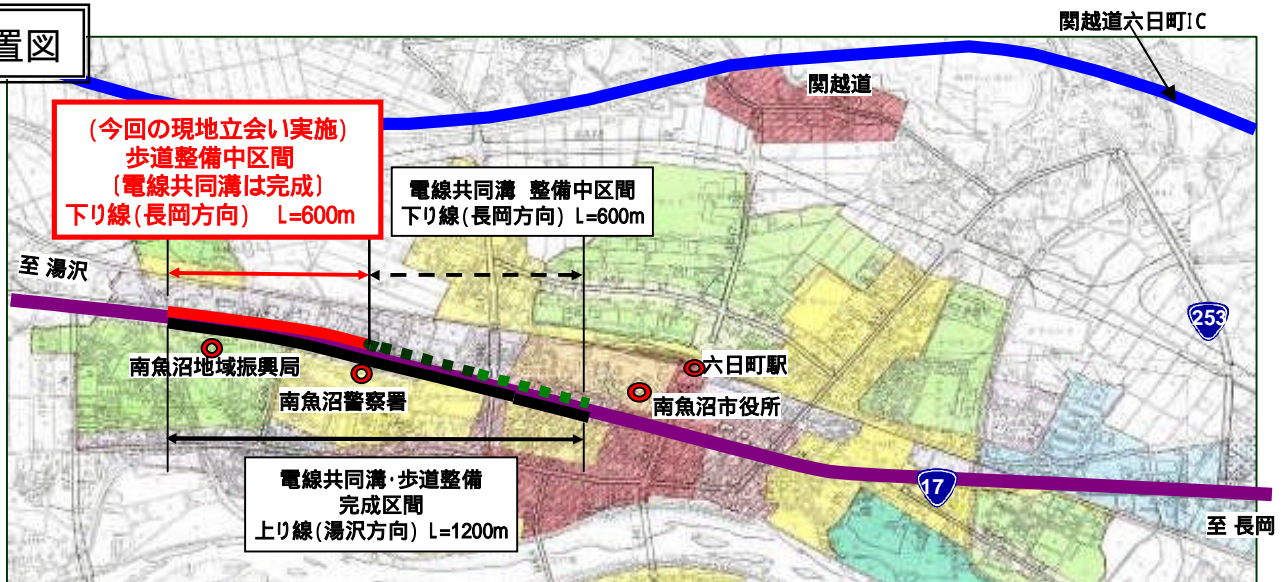 置図
関越道六日町IC
関越道
(今回の現地立会い実施)
歩道整備中区間
〔電線共同溝は完成〕
下り線(長岡方向) L=600m
電線共同溝 整備中区間
下り線(長岡方向) L=600m
至 湯沢
253
南魚沼地域振興局
六日町駅
南魚沼警察署
南魚沼市役所
電線共同溝・歩道整備
完成区間
上り線(湯沢方向) L=1200m
17
至 長岡